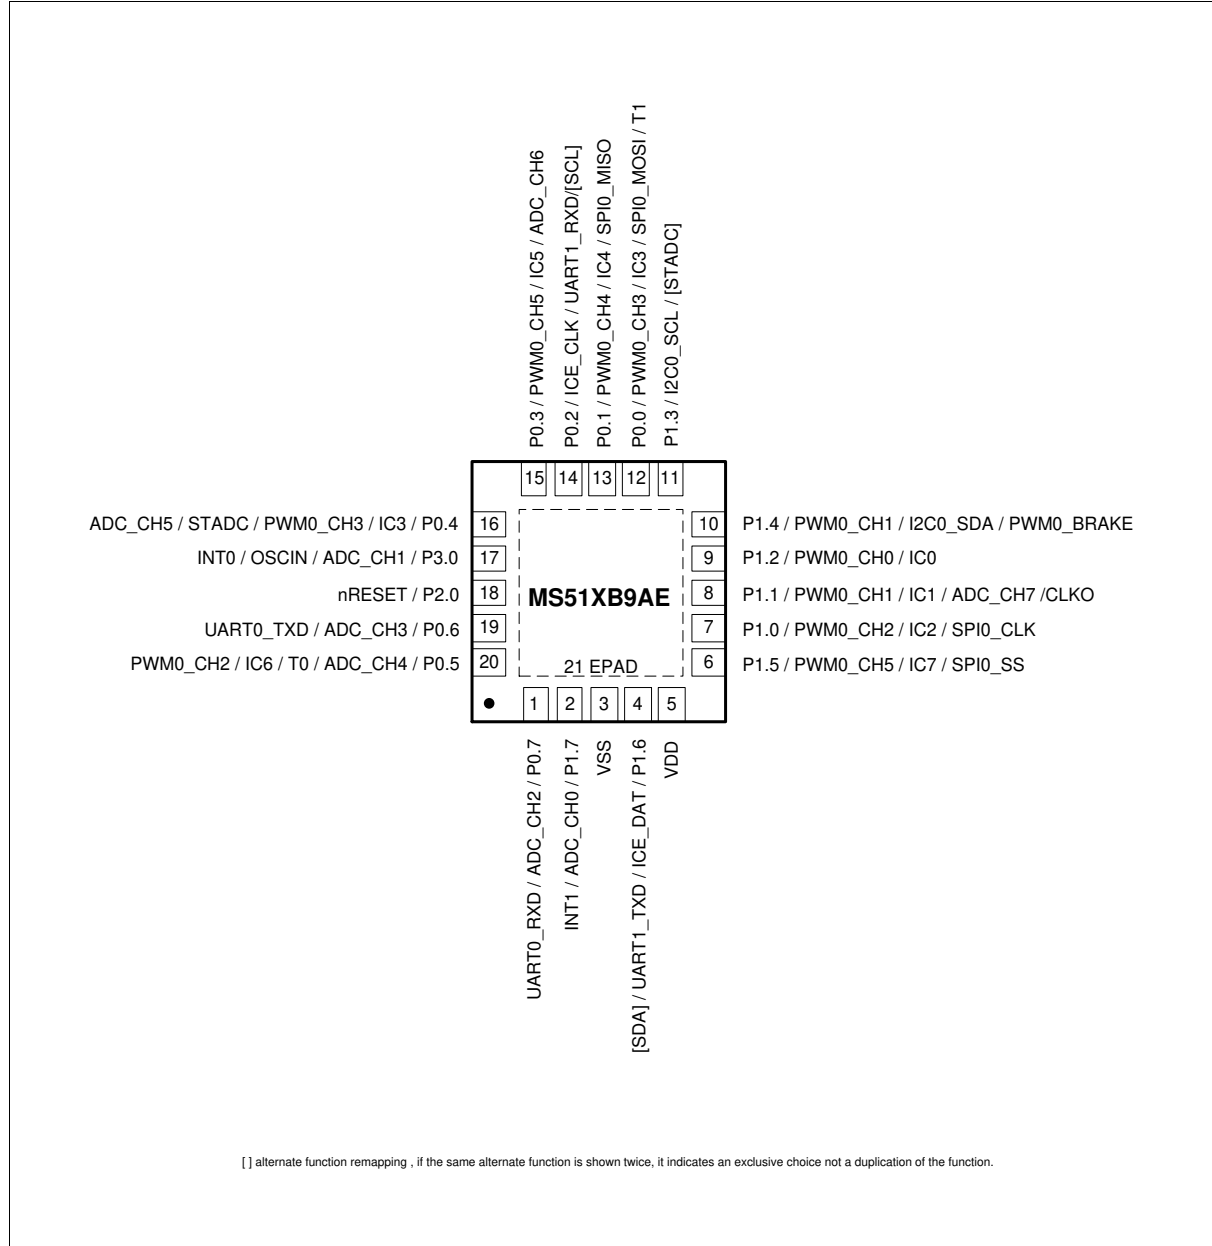 P0.3 / PWM0_CH5 / IC5 / ADC_CH6
P0.2 / ICE_CLK / UART1_RXD/[SCL]
P0.1 / PWM0_CH4 / IC4 / SPI0_MISO
P0.0 / PWM0_CH3 / IC3 / SPI0_MOSI / T1
P1.3 / I2C0_SCL / [STADC]
15 14 13 12 11
ADC_CH5 / STADC / PWM0_CH3 / IC3 / P0.4 16
10 P1.4 / PWM0_CH1 / I2C0_SDA / PWM0_BRAKE
INT0 / OSCIN / ADC_CH1 / P3.0 17
9 P1.2 / PWM0_CH0 / IC0
nRESET / P2.0 18
MS51XB9AE
8 P1.1 / PWM0_CH1 / IC1 / ADC_CH7 /CLKO
UART0_TXD / ADC_CH3 / P0.6 19
7 P1.0 / PWM0_CH2 / IC2 / SPI0_CLK
PWM0_CH2 / IC6 / T0 / ADC_CH4 / P0.5 20
21 EPAD
6 P1.5 / PWM0_CH5 / IC7 / SPI0_SS
1 2 3 4 5
UART0_RXD / ADC_CH2 / P0.7
INT1 / ADC_CH0 / P1.7
VSS
[SDA] / UART1_TXD / ICE_DAT / P1.6
VDD
[ ] alternate function remapping , if the same alternate function is shown twice, it indicates an exclusive choice not a duplication of the function.